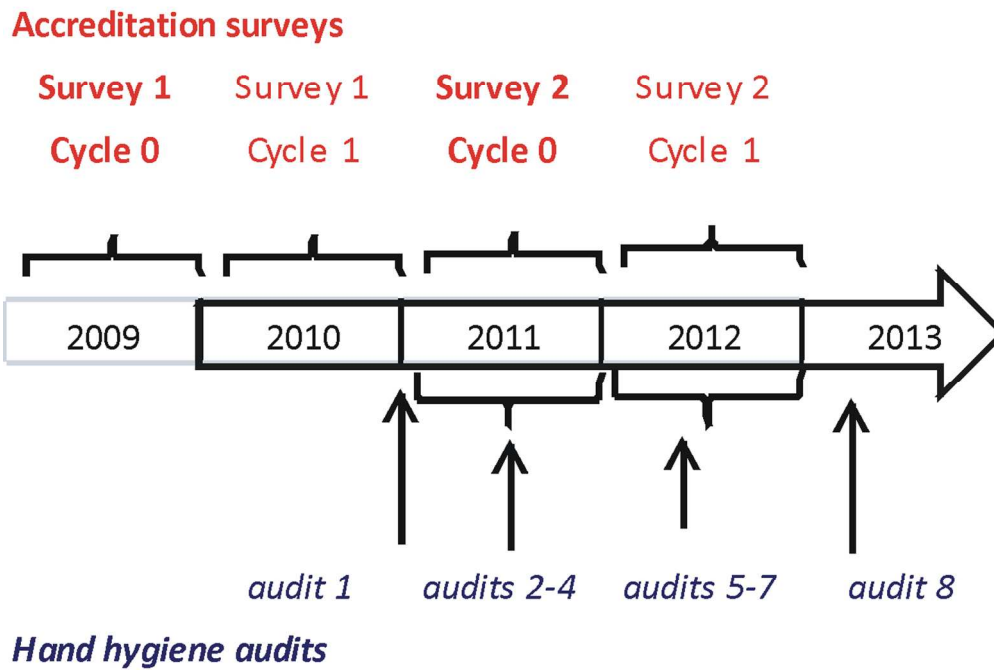 Accreditation surveys
Survey 1 Survey 1 Survey 2 Survey 2
Cycle 0 Cycle 1 Cycle 0 Cycle 1
2009 2010 2011 2012 2013
audit 1 audits 2-4 audits 5-7 audit 8
Hand hygiene audits